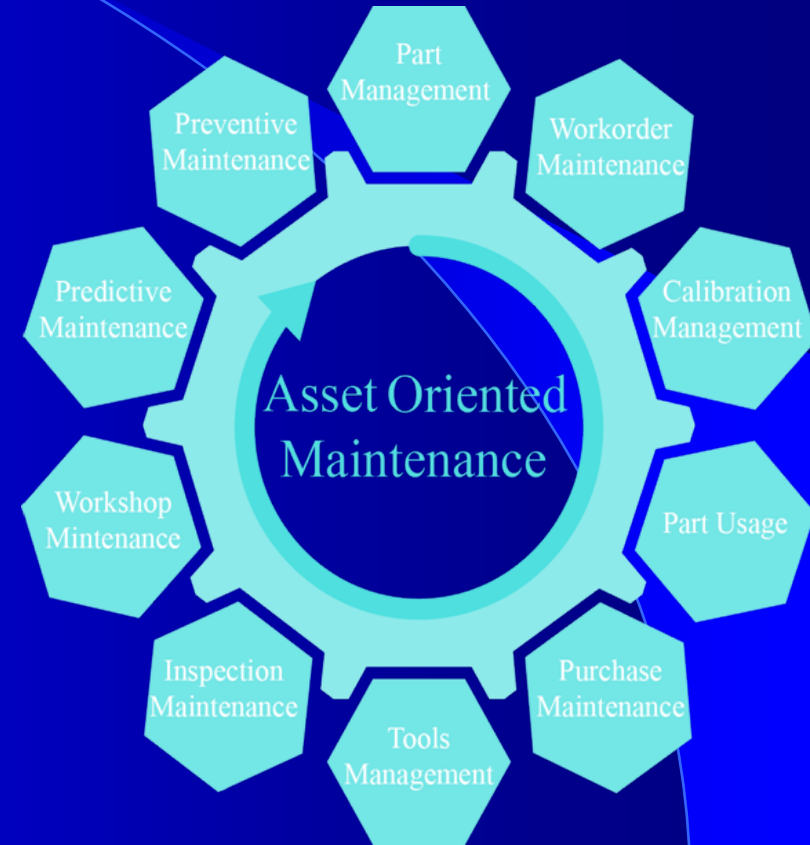 Part
Management
Preventive
Maintenance
Workorder
Maintenance
Predictive
Maintenance
Calibration
Management
Asset Oriented
Maintenance
Workshop
Mintenance
Part Usage
Inspection
Maintenance
Purchase
Maintenance
Tools
Management